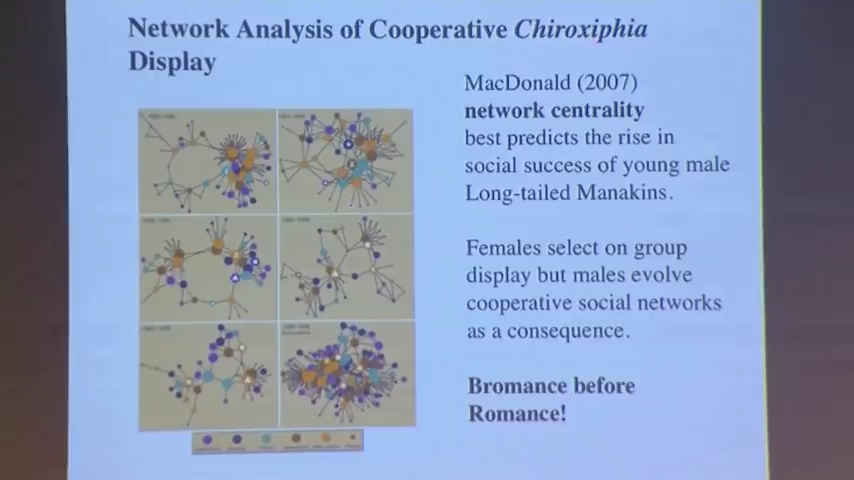 Network Analysis of Cooperative Chiroxiphia
Display
MacDonald (2007)
network centrality
best predicts the rise in
social success of young male
Long-tailed Manakins.
Females select on group
display but males evolve
cooperative social networks
as a consequence.
Bromance before
Romance!